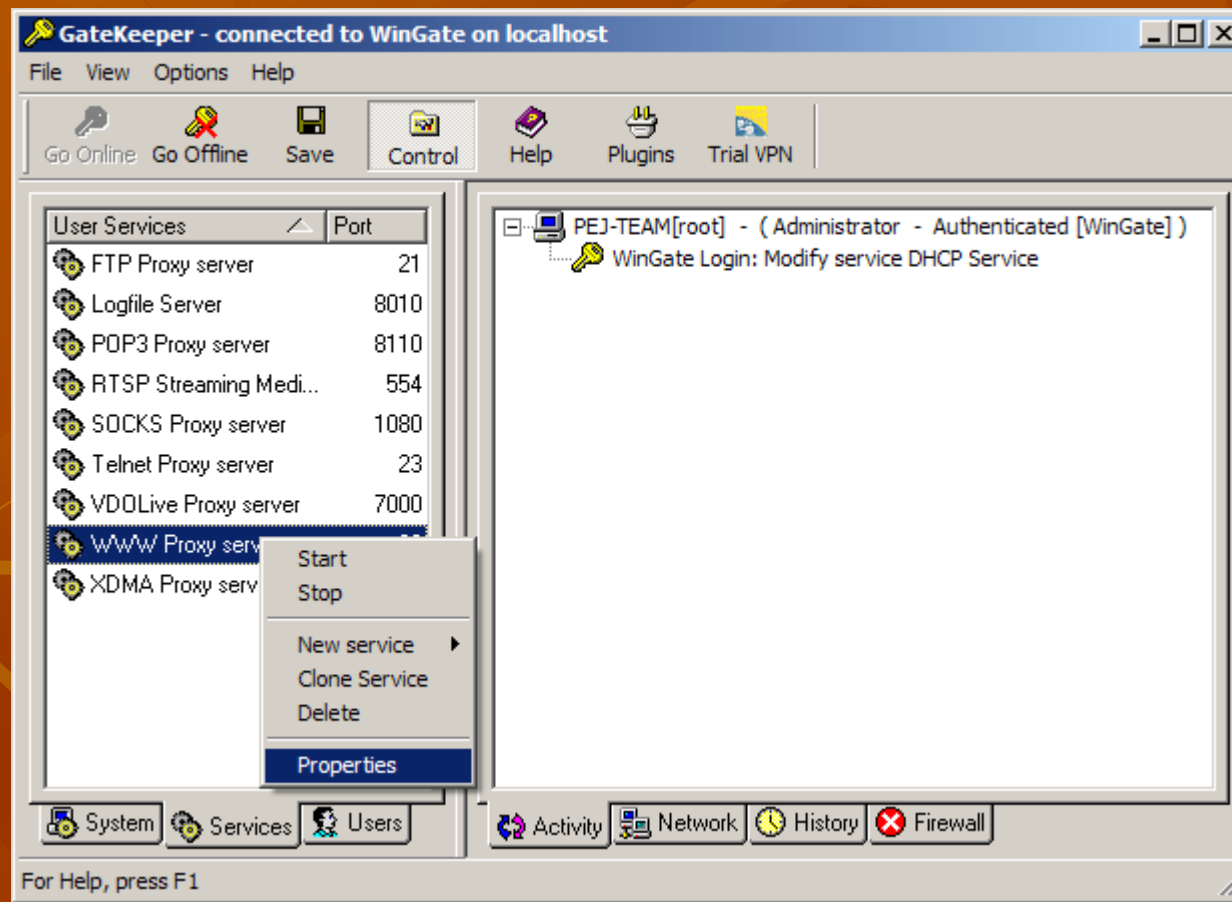 GateKeeper - connected to WinGate on localhost
File View Options Help
Go Online Go Offline Save Control Help Plugins Trial VPN
User Services Port
FTP Proxy server 21
Logfile Server 8010
POP3 Proxy server 8110
RTSP Streaming Medi... 554
SOCKS Proxy server 1080
Telnet Proxy server 23
VDOLive Proxy server 7000
WWW Proxy serv
XDMA Proxy serv
Start
Stop
New service
Clone Service
Delete
Properties
System Services Users
PEJ-TEAM[root] - ( Administrator - Authenticated [WinGate] )
WinGate Login: Modify service DHCP Service
Activity Network History Firewall
For Help, press F1